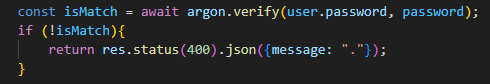 const isMatch = await argon.verify(user.password, password);
if (!isMatch){
    return res.status(400).json({message: "."});
}